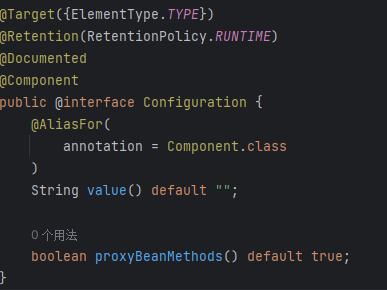 @Target({ElementType.TYPE})
@Retention(RetentionPolicy.RUNTIME)
@Documented
@Component
public @interface Configuration {
    @AliasFor(
        annotation = Component.class
    )
    String value() default "";

    0 个用法
    boolean proxyBeanMethods() default true;
}